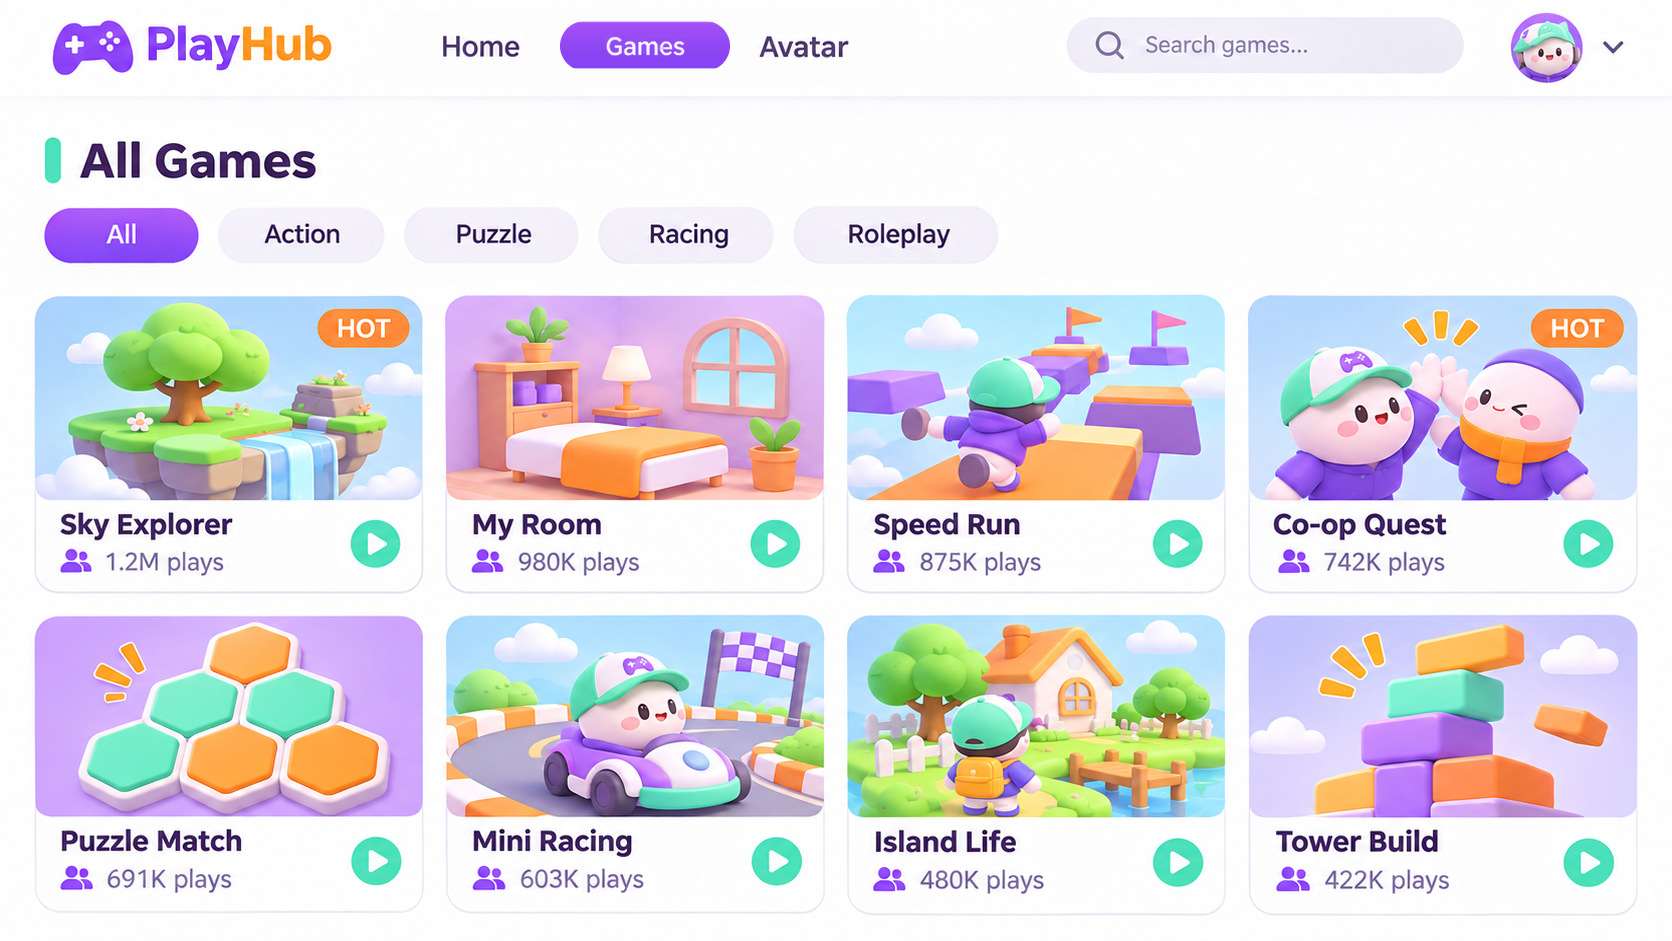 PlayHub
Home
Games
Avatar
Search games...
All Games
All
Action
Puzzle
Racing
Roleplay
HOT
HOT
Sky Explorer
1.2M plays
My Room
980K plays
Speed Run
875K plays
Co-op Quest
742K plays
Puzzle Match
691K plays
Mini Racing
603K plays
Island Life
480K plays
Tower Build
422K plays